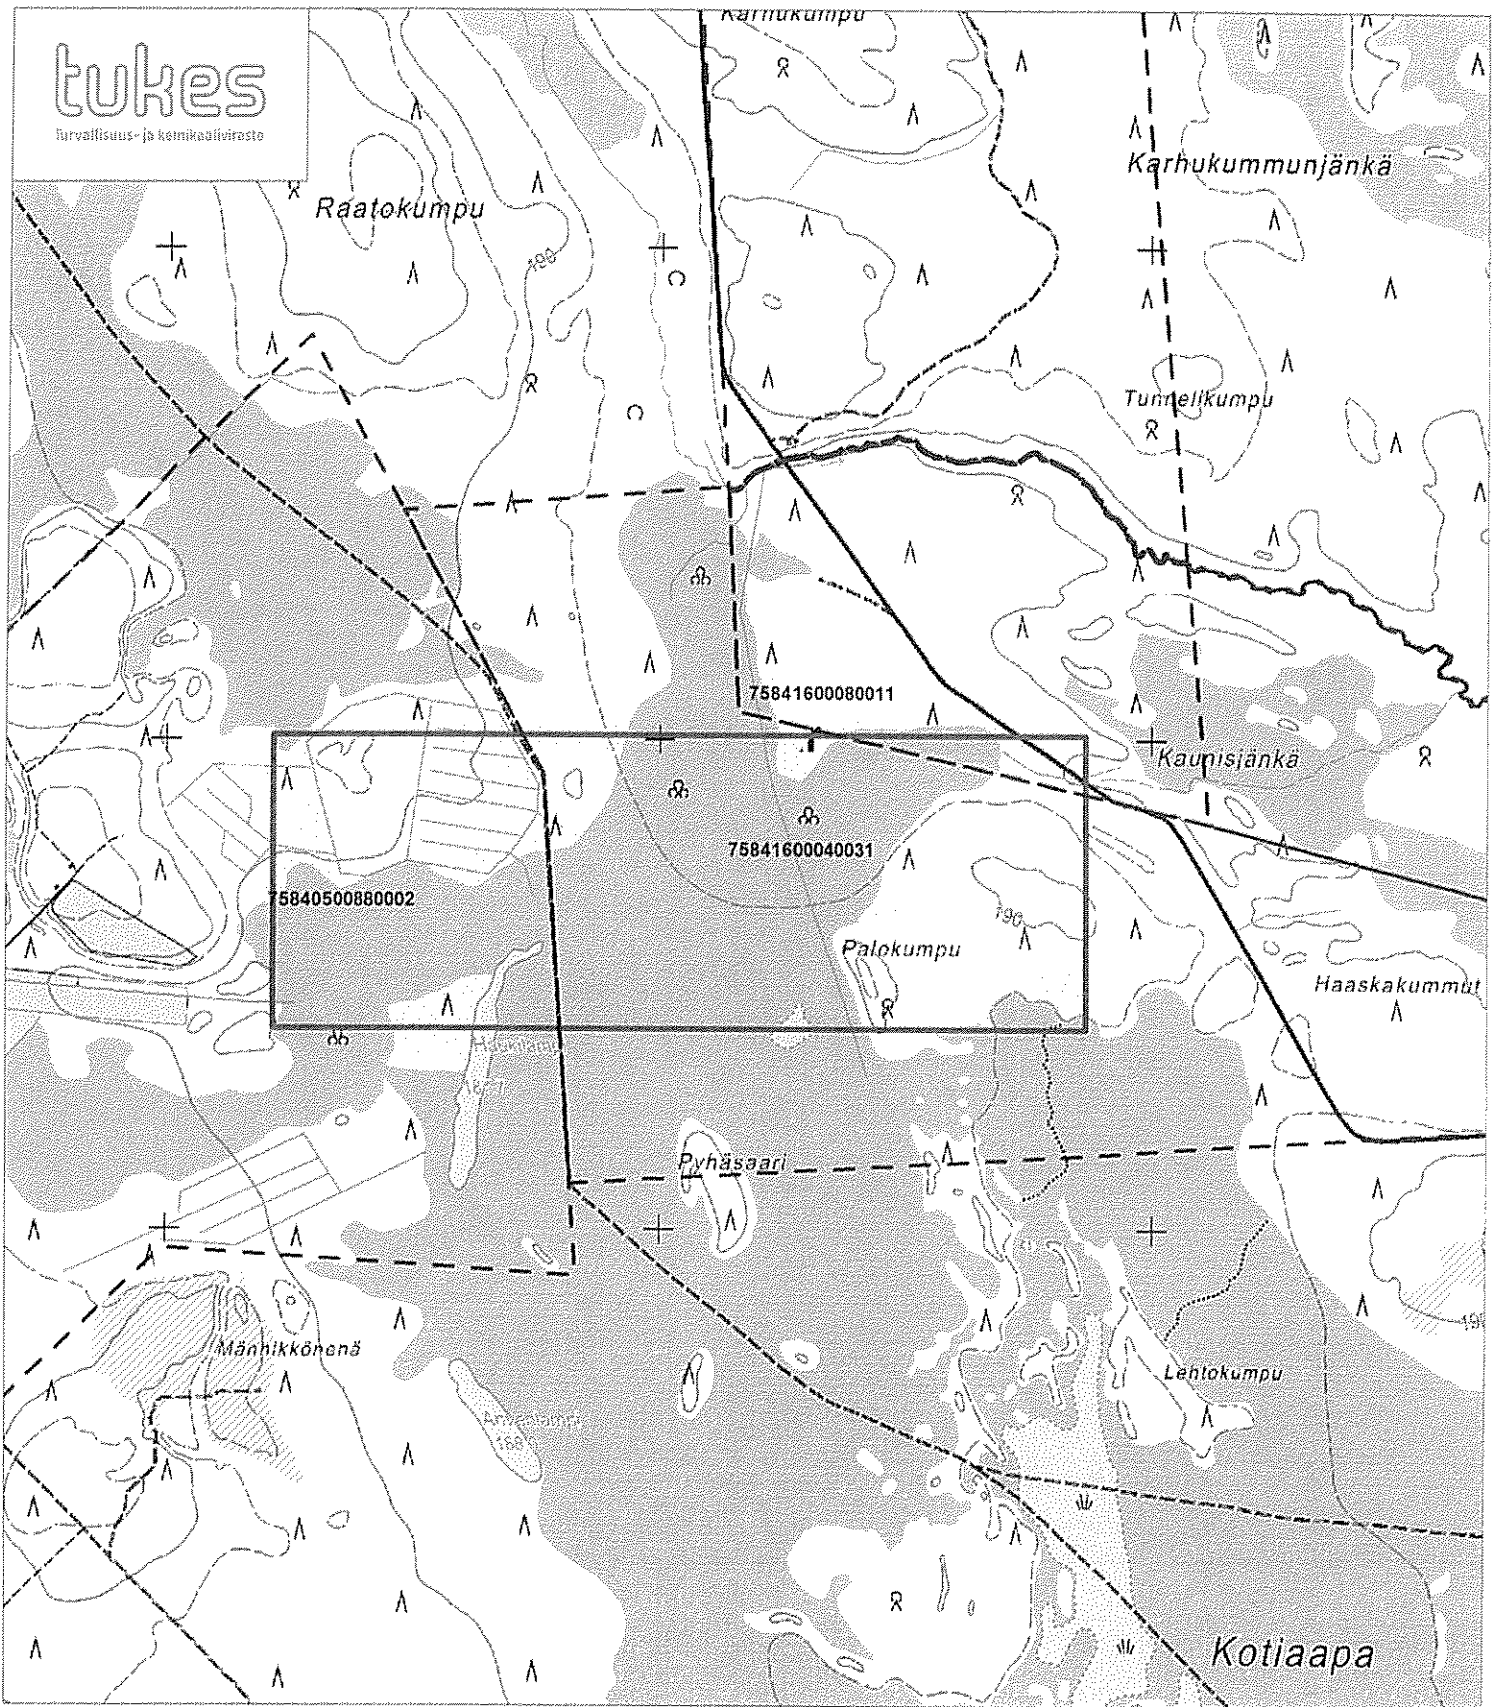 Karhukumpu
tukes
Turvallisuus- ja kemikaalivirasto
Karhukummunjänkä
Raatokumpu
190
Tunnelikumpu
75841600080011
Kaunisjänkä
75841600040031
75840500880002
190
Palokumpu
Haaskakummut
Pyhäsaari
Männikkönenä
Lehtokumpu
188
Kotiaapa